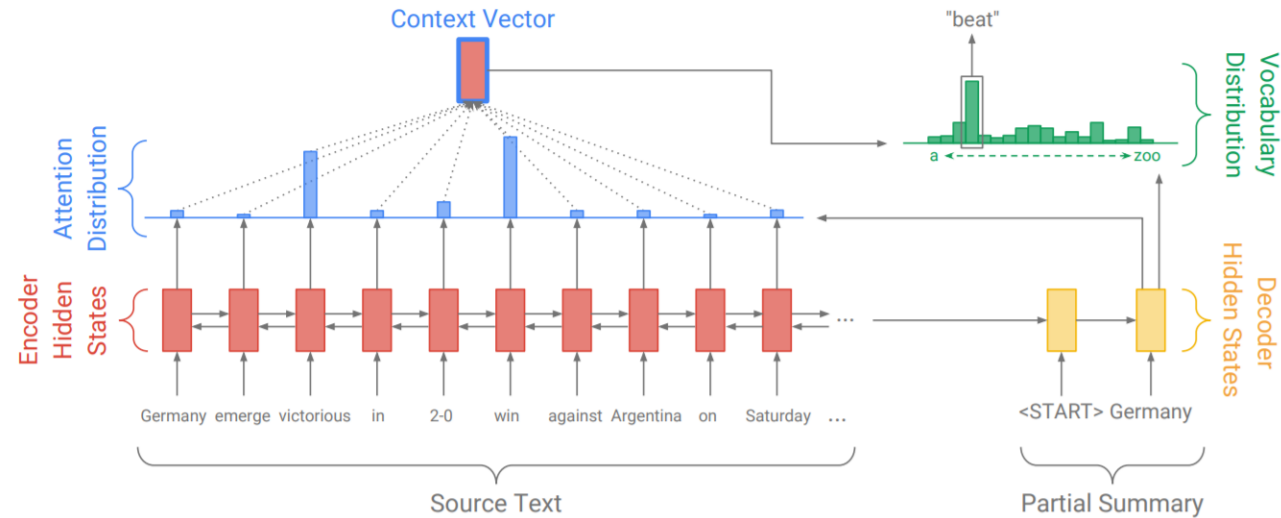 Context Vector
"beat"
Vocabulary
Distribution
a
zoo
Attention
Distribution
Encoder
Hidden
States
...
Decoder
Hidden States
Germany emerge victorious in 2-0 win against Argentina on Saturday ...
<START> Germany
Source Text
Partial Summary